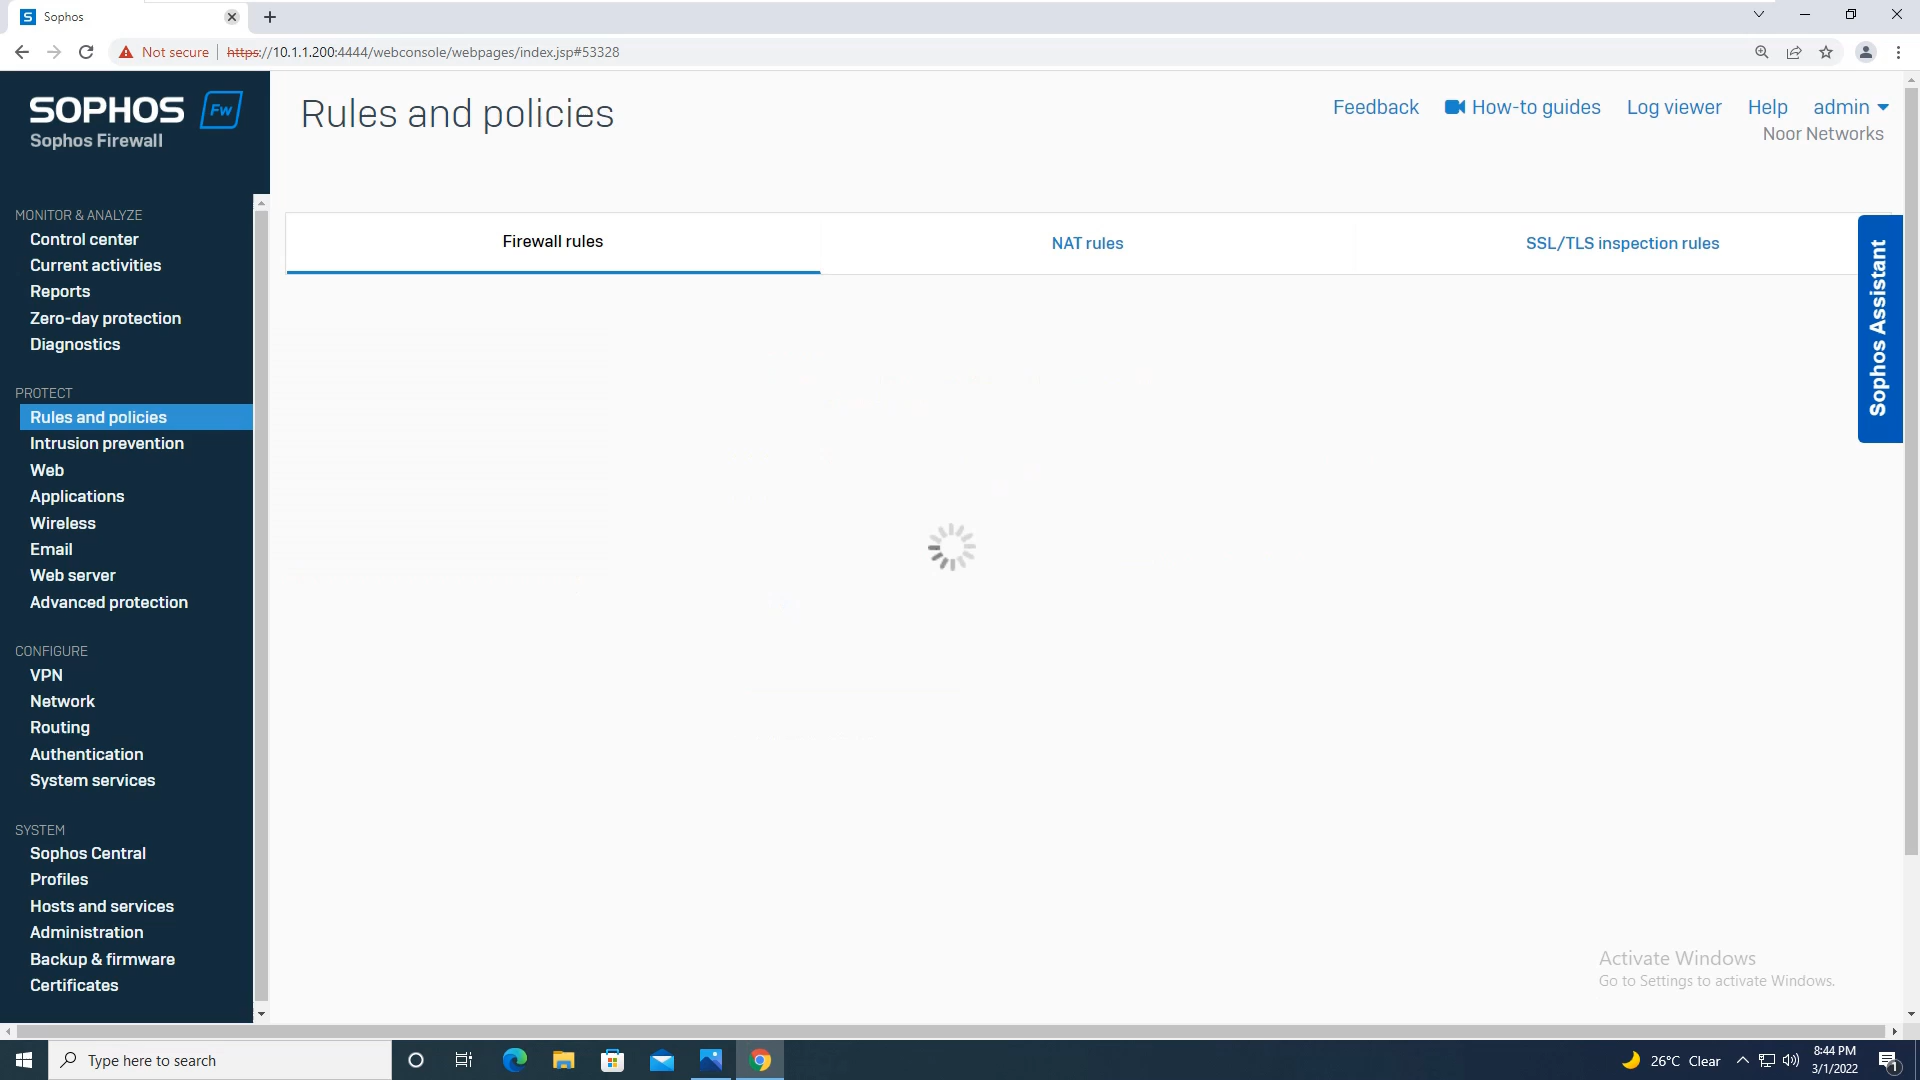 Sophos
Not secure
https://10.1.1.200:4444/webconsole/webpages/index.jsp#53328
SOPHOS
Fw
Sophos Firewall
Rules and policies
Feedback
How-to guides
Log viewer
Help
admin
Noor Networks
MONITOR & ANALYZE
Control center
Current activities
Reports
Zero-day protection
Diagnostics
PROTECT
Rules and policies
Intrusion prevention
Web
Applications
Wireless
Email
Web server
Advanced protection
CONFIGURE
VPN
Network
Routing
Authentication
System services
SYSTEM
Sophos Central
Profiles
Hosts and services
Administration
Backup & firmware
Certificates
Firewall rules
NAT rules
SSL/TLS inspection rules
Sophos Assistant
Activate Windows
Go to Settings to activate Windows.
Type here to search
26°C Clear
8:44 PM
3/1/2022
1